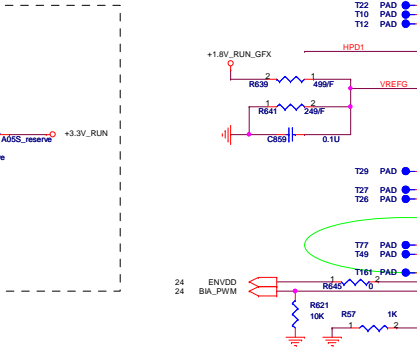 T22 PAD
T10 PAD
T12 PAD
HPD1
+1.8V_RUN_GFX
2 1
R639 499/F
VREFG
2 1
R641 249/F
A05S_reserve
+3.3V_RUN
C859 0.1U
e
T29 PAD
T27 PAD
T26 PAD
T77 PAD
T49 PAD
T161 PAD
24 ENVDD
1 2
R645 0
24 BIA_PWM
R621
10K
R57 1K
1 2